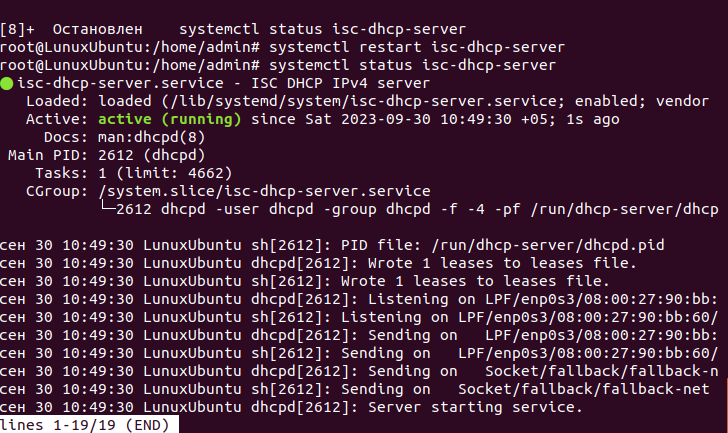 [8]+  Остановлен    systemctl status isc-dhcp-server
root@LunuxUbuntu:/home/admin# systemctl restart isc-dhcp-server
root@LunuxUbuntu:/home/admin# systemctl status isc-dhcp-server
● isc-dhcp-server.service - ISC DHCP IPv4 server
   Loaded: loaded (/lib/systemd/system/isc-dhcp-server.service; enabled; vendor
   Active: active (running) since Sat 2023-09-30 10:49:30 +05; 1s ago
     Docs: man:dhcpd(8)
 Main PID: 2612 (dhcpd)
    Tasks: 1 (limit: 4662)
   CGroup: /system.slice/isc-dhcp-server.service
           └─2612 dhcpd -user dhcpd -group dhcpd -f -4 -pf /run/dhcp-server/dhcp
сен 30 10:49:30 LunuxUbuntu sh[2612]: PID file: /run/dhcp-server/dhcpd.pid
сен 30 10:49:30 LunuxUbuntu dhcpd[2612]: Wrote 1 leases to leases file.
сен 30 10:49:30 LunuxUbuntu sh[2612]: Wrote 1 leases to leases file.
сен 30 10:49:30 LunuxUbuntu dhcpd[2612]: Listening on LPF/enp0s3/08:00:27:90:bb:
сен 30 10:49:30 LunuxUbuntu sh[2612]: Listening on LPF/enp0s3/08:00:27:90:bb:60/
сен 30 10:49:30 LunuxUbuntu dhcpd[2612]: Sending on   LPF/enp0s3/08:00:27:90:bb:
сен 30 10:49:30 LunuxUbuntu sh[2612]: Sending on   LPF/enp0s3/08:00:27:90:bb:60/
сен 30 10:49:30 LunuxUbuntu dhcpd[2612]: Sending on   Socket/fallback/fallback-n
сен 30 10:49:30 LunuxUbuntu sh[2612]: Sending on   Socket/fallback/fallback-net
сен 30 10:49:30 LunuxUbuntu dhcpd[2612]: Server starting service.
lines 1-19/19 (END)